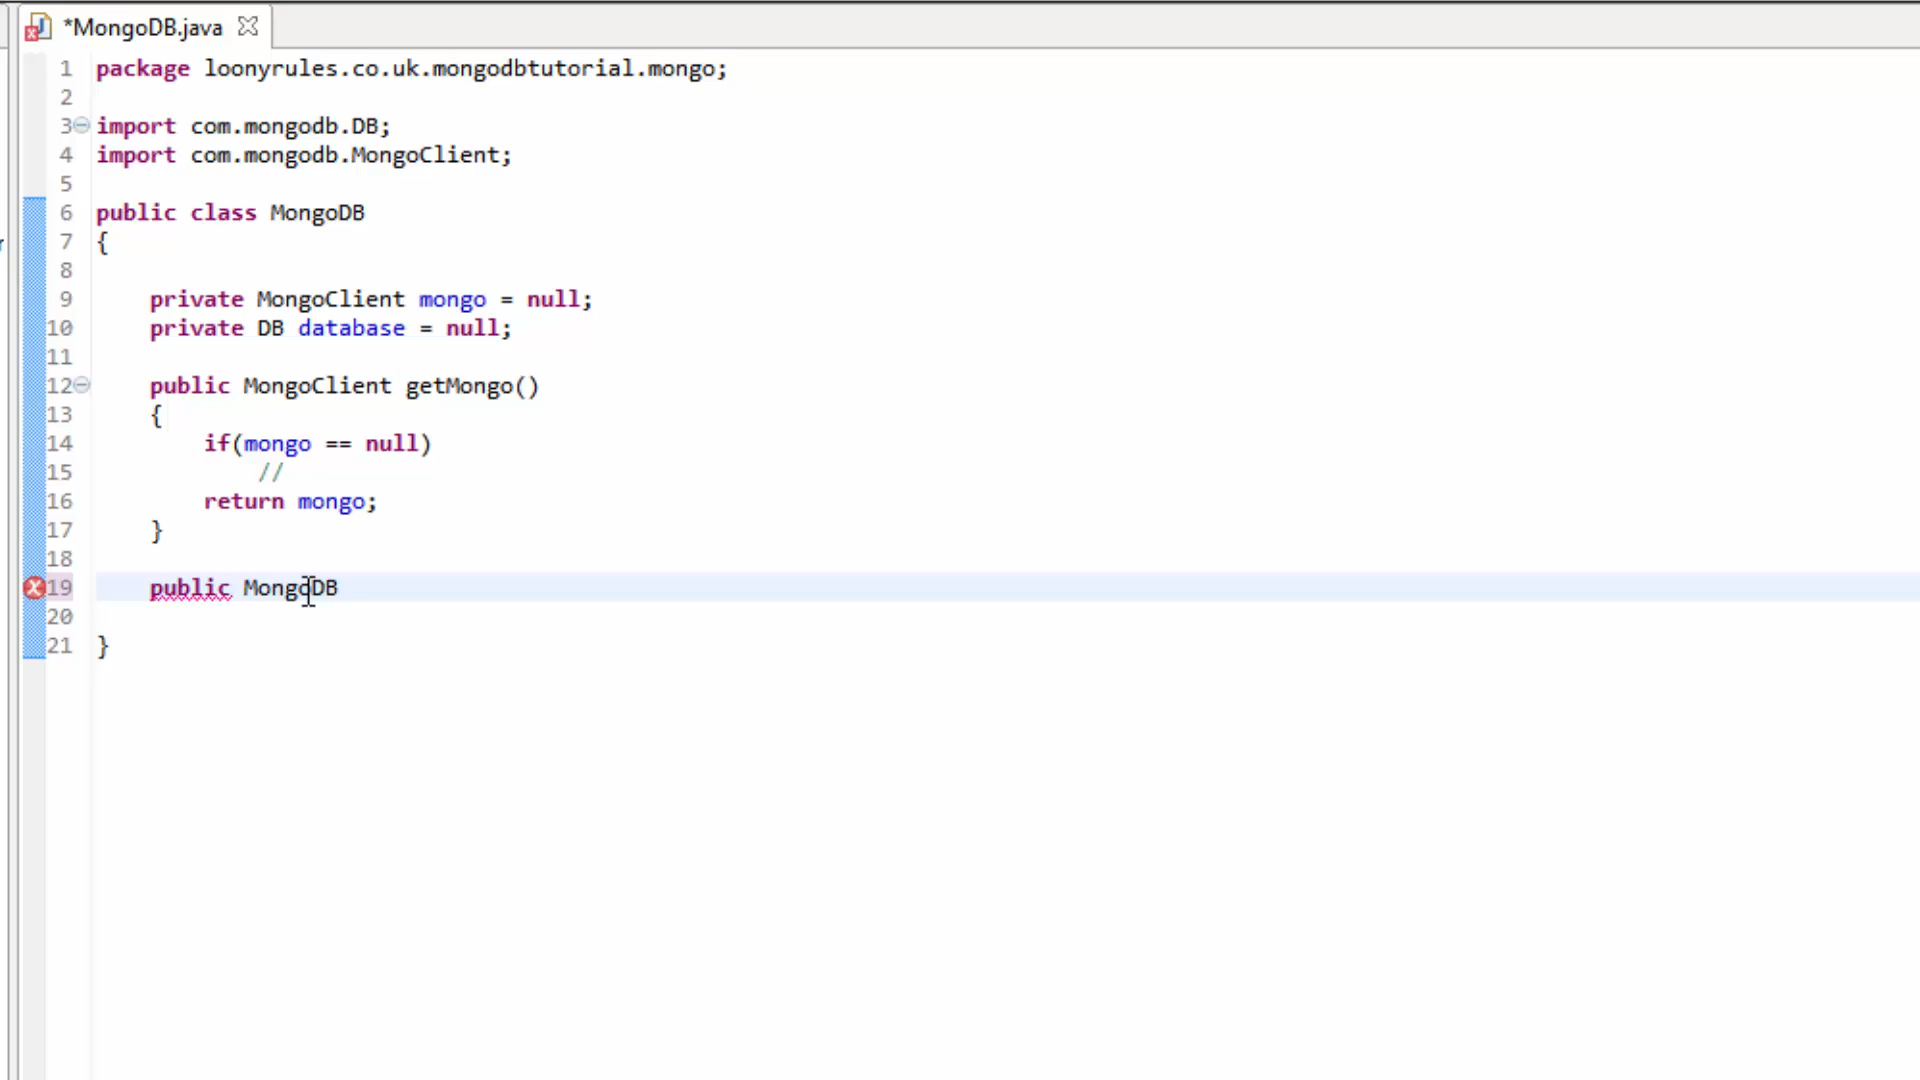 *MongoDB.java
1 package loonyrules.co.uk.mongodbtutorial.mongo;
2
3 import com.mongodb.DB;
4 import com.mongodb.MongoClient;
5
6 public class MongoDB
7 {
8
9 private MongoClient mongo = null;
10 private DB database = null;
11
12 public MongoClient getMongo()
13 {
14 if(mongo == null)
15 //
16 return mongo;
17 }
18
19 public MongoDB
20
21 }